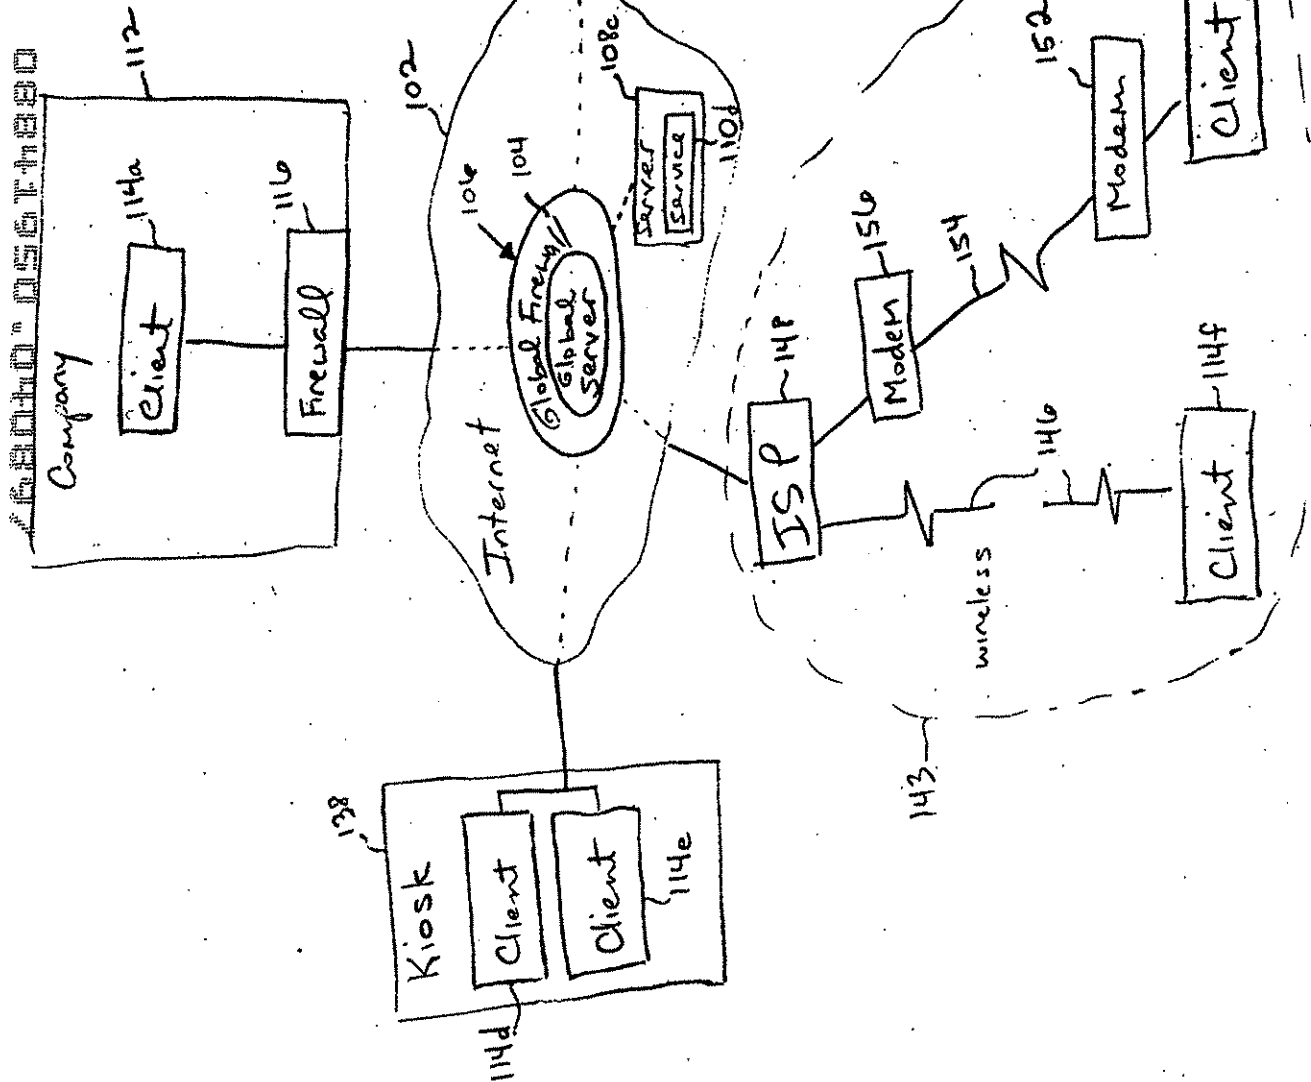 Company
112
Client
114a
Firewall
116
102
Internet
106
104
Global Firewall
Global
Server
108c
Server
Service
110d
Kiosk
138
Client
114d
Client
114e
143
ISP
148
Modem
156
154
Modem
152
Client
wireless
146
Client
114f